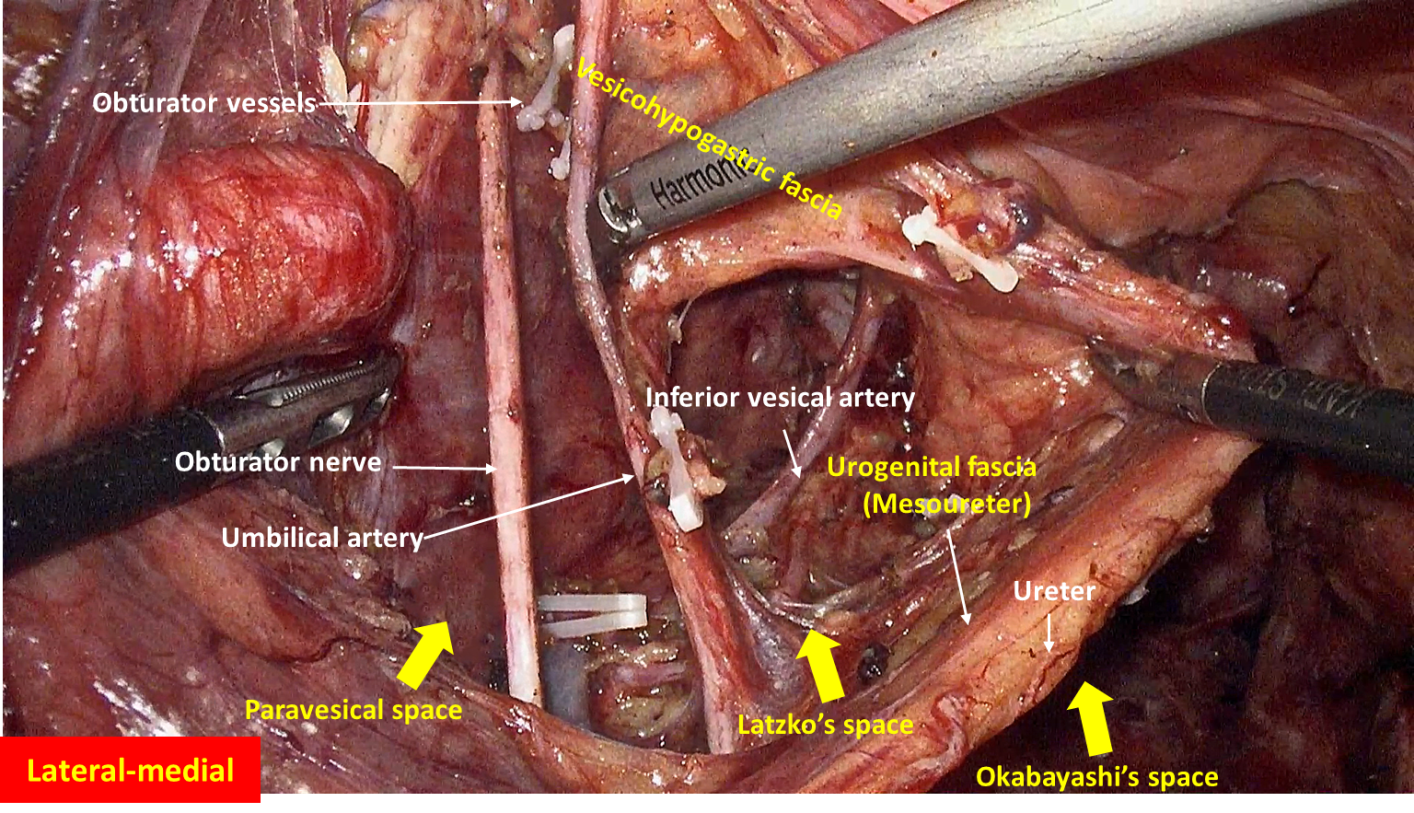 Obturator vessels
Vesicohypogastric fascia
Harmoni
Inferior vesical artery
Obturator nerve
Urogenital fascia
(Mesoureter)
Umbilical artery
Ureter
Paravesical space
Latzko's space
Lateral-medial
Okabayashi's space